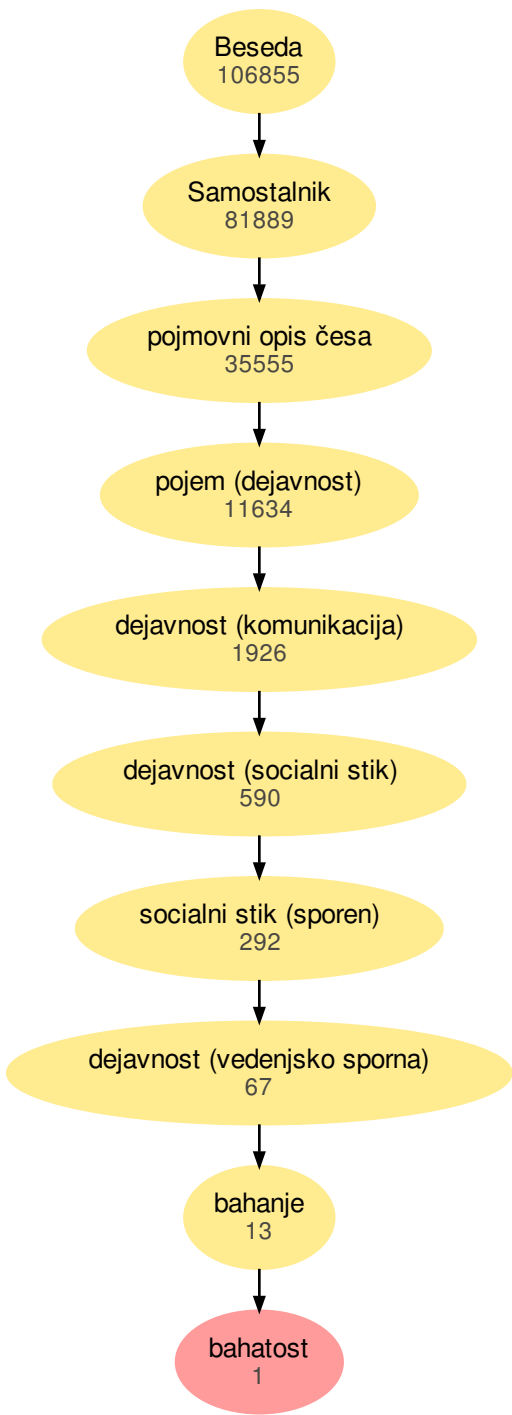 Beseda
106855
Samostalnik
81889
pojmovni opis česa
35555
pojem (dejavnost)
11634
dejavnost (komunikacija)
1926
dejavnost (socialni stik)
590
socialni stik (sporen)
292
dejavnost (vedenjsko sporna)
67
bahanje
13
bahatost
1